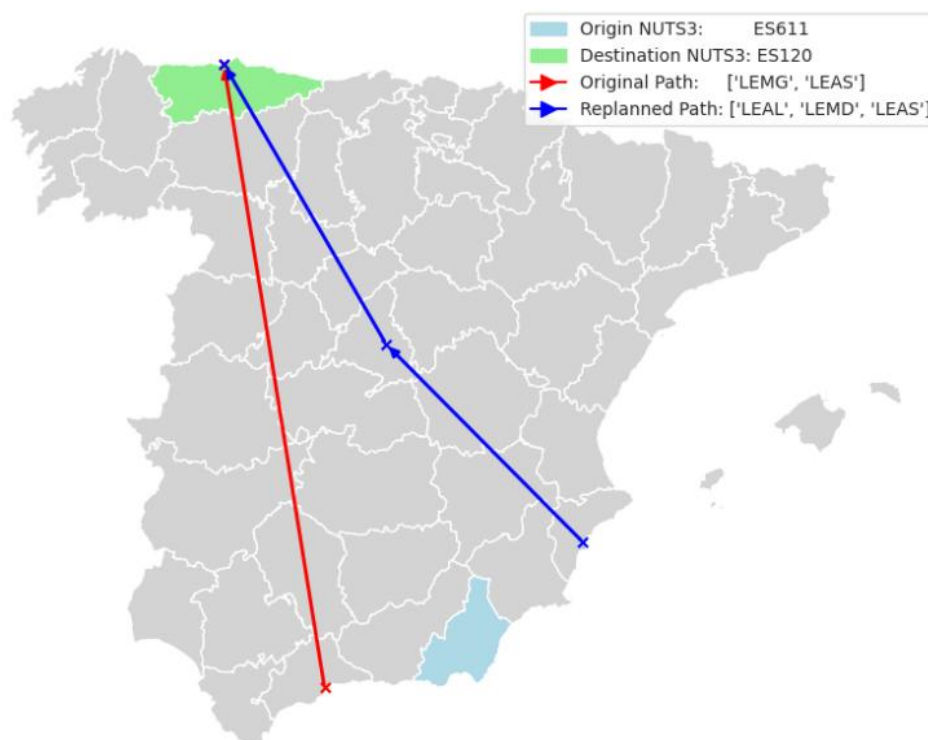 Origin NUTS3: ES611
Destination NUTS3: ES120
Original Path: ['LEMG', 'LEAS']
Replanned Path: ['LEAL', 'LEMD', 'LEAS']